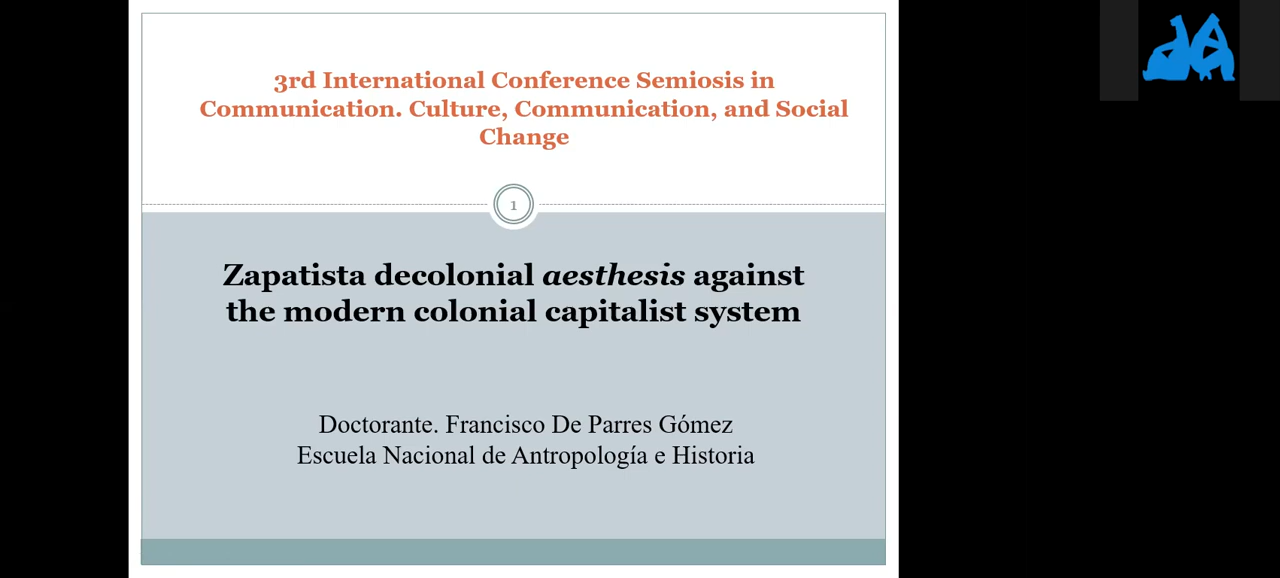 3rd International Conference Semiosis in
Communication. Culture, Communication, and Social
Change
1
Zapatista decolonial aesthesis against
the modern colonial capitalist system
Doctorante. Francisco De Parres Gómez
Escuela Nacional de Antropología e Historia